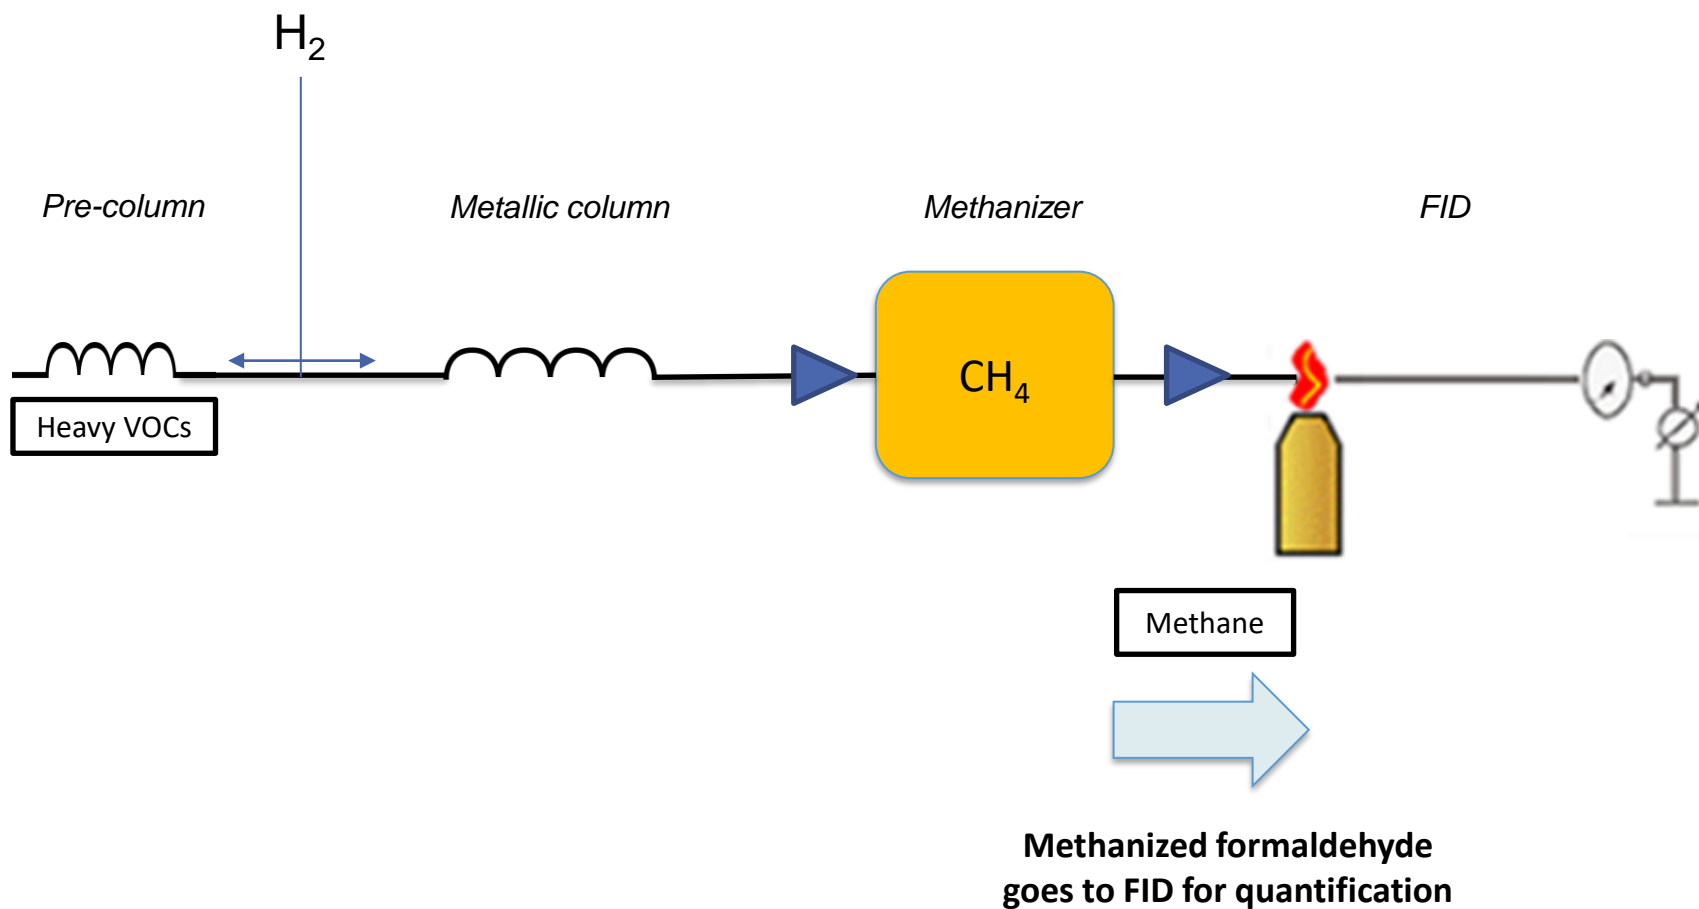 H₂
Pre-column
Metallic column
Methanizer
FID
CH₄
Heavy VOCs
Methane
Methanized formaldehyde
goes to FID for quantification